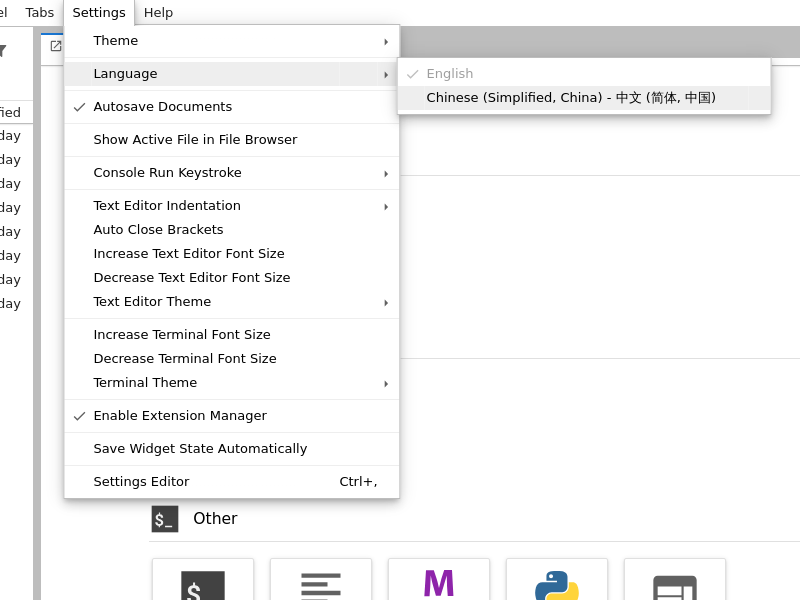 el Tabs Settings Help
Theme
Language
English
Chinese (Simplified, China) - 中文 (简体, 中国)
Autosave Documents
Show Active File in File Browser
Console Run Keystroke
Text Editor Indentation
Auto Close Brackets
Increase Text Editor Font Size
Decrease Text Editor Font Size
Text Editor Theme
Increase Terminal Font Size
Decrease Terminal Font Size
Terminal Theme
Enable Extension Manager
Save Widget State Automatically
Settings Editor Ctrl+,
fied
day
day
day
day
day
day
day
day
$_ Other
$_
M